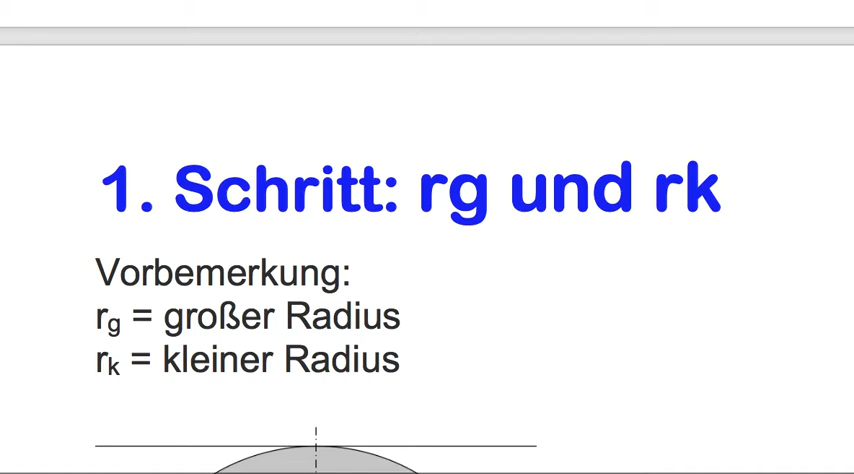 1. Schritt: rg und rk
Vorbemerkung:
rg = großer Radius
rk = kleiner Radius